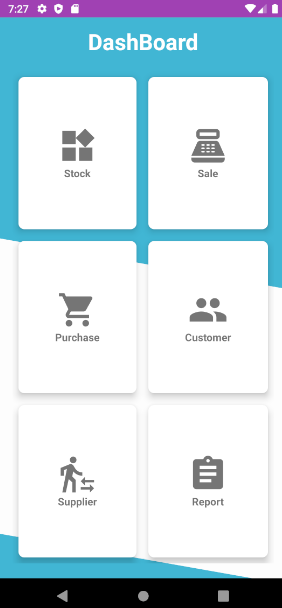 7:27
DashBoard
Stock
Sale
Purchase
Customer
Supplier
Report